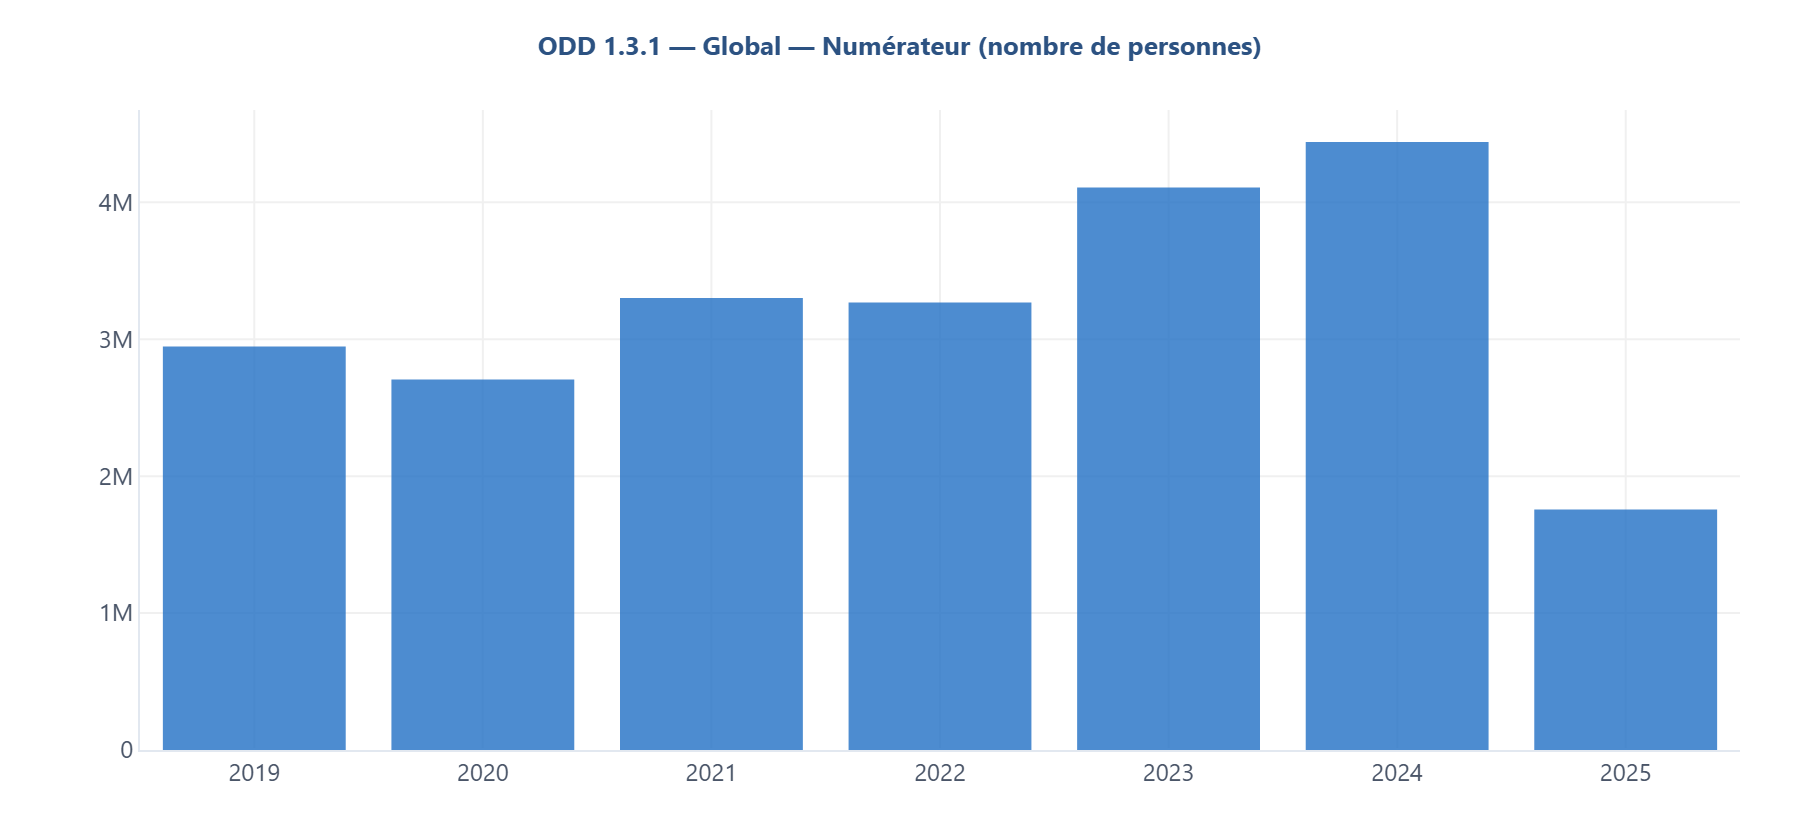 ODD 1.3.1 — Global — Numérateur (nombre de personnes)
4M
3M
2M
1M
0
2019 2020 2021 2022 2023 2024 2025